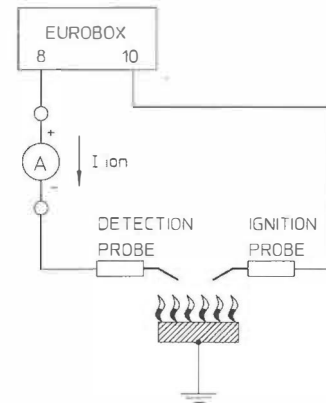 EUROBOX
8 10
+
A I ion
-
DETECTION PROBE
IGNITION PROBE